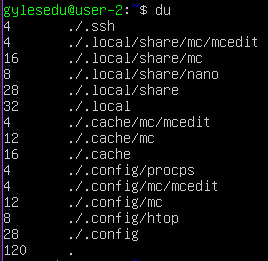 gylesedu@user-2:~$ du
4 ./.ssh
4 ./.local/share/mc/mcedit
16 ./.local/share/mc
8 ./.local/share/nano
28 ./.local/share
32 ./.local
4 ./.cache/mc/mcedit
12 ./.cache/mc
16 ./.cache
4 ./.config/procps
4 ./.config/mc/mcedit
12 ./.config/mc
8 ./.config/htop
28 ./.config
120 .